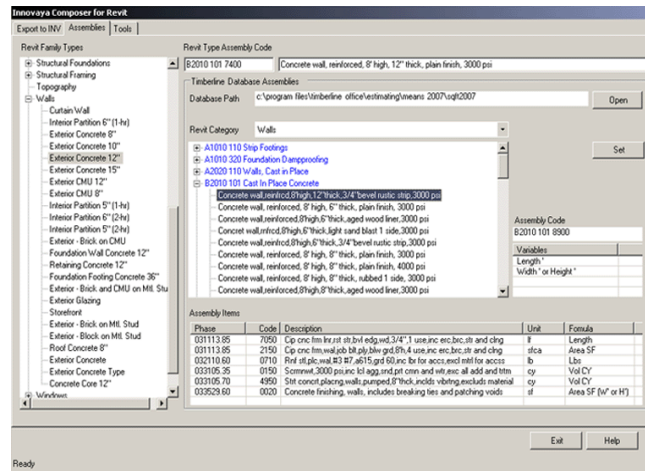 Innovaya Composer for Revit
Export to INV Assemblies Tools
Revit Family Types
Structural Foundations
Structural Framing
Topography
Walls
Curtain Wall
Interior Partition 6" (1-hr)
Exterior Concrete 8"
Exterior Concrete 10"
Exterior Concrete 12"
Exterior Concrete 15"
Exterior CMU 12"
Exterior CMU 8"
Interior Partition 5" (1-hr)
Interior Partition 6" (2-hr)
Interior Partition 5" (2-hr)
Exterior - Brick on CMU
Foundation Wall Concrete 12"
Retaining Concrete 12"
Foundation Footing Concrete 36"
Exterior - Brick and CMU on Mtl. Stu
Exterior Glazing
Storefront
Exterior - Brick on Mtl. Stud
Exterior - Block on Mtl. Stud
Roof Concrete 8"
Exterior Concrete
Exterior Concrete Type
Concrete Core 12"
Windows
Revit Type Assembly Code
B2010 101 7400 Concrete wall, reinforced, 8' high, 12" thick, plain finish, 3000 psi
Timberline Database Assemblies
Database Path c:\program files\timberline office\estimating\means 2007\sqft2007 Open
Revit Category Walls
Set
A1010 110 Strip Footings
A1010 320 Foundation Dampproofing
A2020 110 Walls, Cast in Place
B2010 101 Cast In Place Concrete
Concrete wall,reinfrcd,8'high,12"thick,3/4"bevel rustic strip,3000 psi
Concrete wall, reinforced, 8' high, 6" thick, plain finish, 3000 psi
Concrete wall, reinforced,8'high,6"thick,aged wood liner,3000 psi
Concret wall,rnfrcd,8'high,6"thick,light sand blast 1 side,3000 psi
Concrete wall,reinfrcd,8'high,6"thick,3/4"bevel rustic strip,3000 psi
Concrete wall, reinforced, 8' high, 8" thick, plain finish, 3000 psi
Concrete wall, reinforced, 8' high, 8" thick, plain finish, 4000 psi
Concrete wall, reinforced, 8' high, 8" thick, rubbed 1 side, 3000 psi
Concrete wall, reinforced, 8'high, 8"thick,aged wood liner,3000 psi
Assembly Code
B2010 101 8900
Variables
Length '
Width ' or Height '
Assembly Items
Phase Code Description Unit Fomula
031113.85 7050 Cip cnc frm lnr,rst str,bvl edg,wd,3/4",1 use,inc erc,brc,str and clng lf Length
031113.85 2150 Cip cnc frm,wal,job blt,ply,blw grd,8'h,4 use,inc erc,brc,str and clng sfca Area SF
032110.60 0710 Rnf stl,plc,wal,#3 #7,a615,grd 60,inc lbr for accs,excl mtrl for accss lb Lbs
033105.35 0150 Scrmnwt,3000 psi,inc lcl agg,snd,prt cmn and wtr,exc all add and trtm cy Vol CY'
033105.70 4950 Strt concrt,placng,walls,pumped,8"thick,inclds vibrtng,excluds material cy Vol CY'
033529.60 0020 Concrete finishing, walls, includes breaking ties and patching voids sf Area SF (W' or H')
Exit Help
Ready